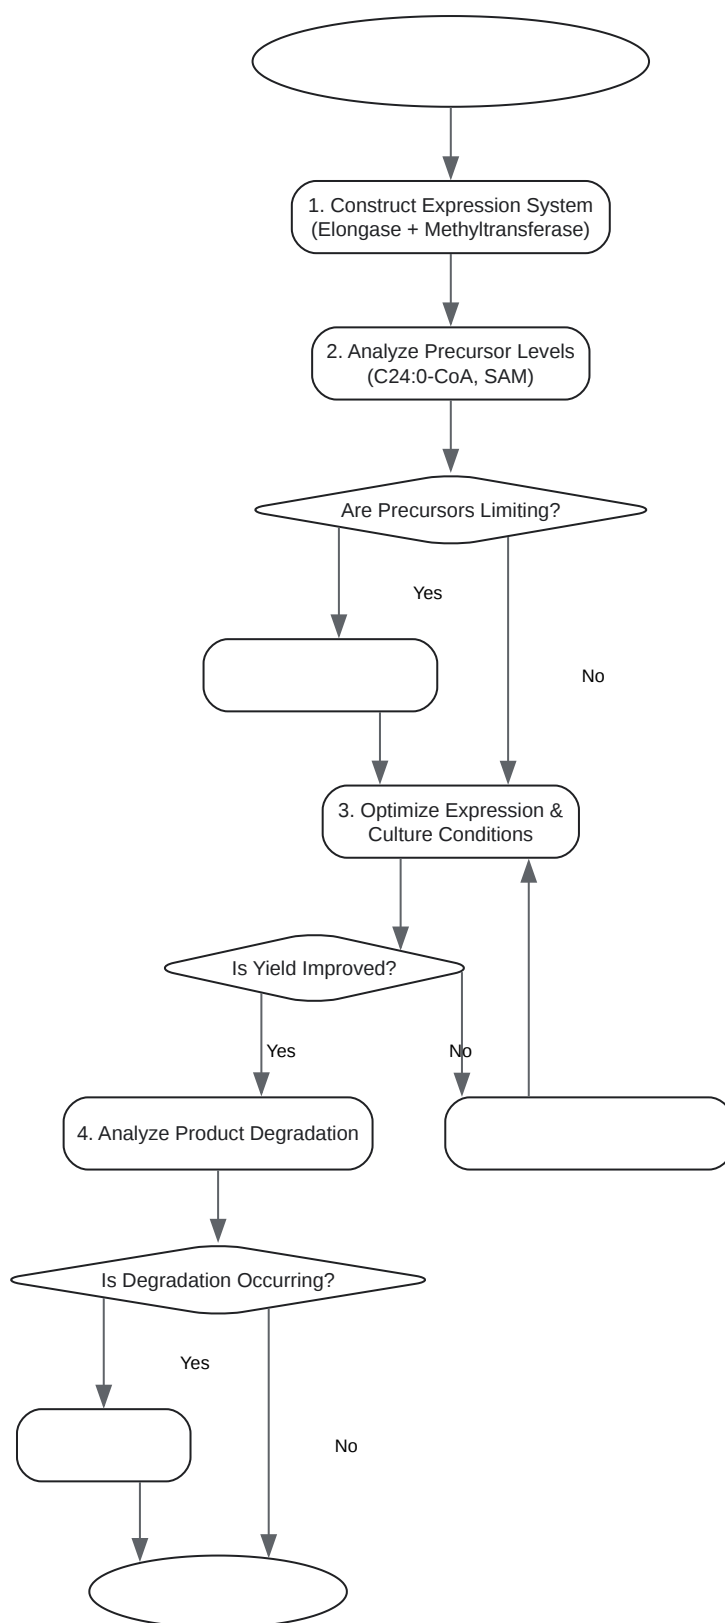 1. Construct Expression System
(Elongase + Methyltransferase)
2. Analyze Precursor Levels
(C24:0-CoA, SAM)
Are Precursors Limiting?
Yes
No
3. Optimize Expression &
Culture Conditions
Is Yield Improved?
Yes
No
4. Analyze Product Degradation
Is Degradation Occurring?
Yes
No